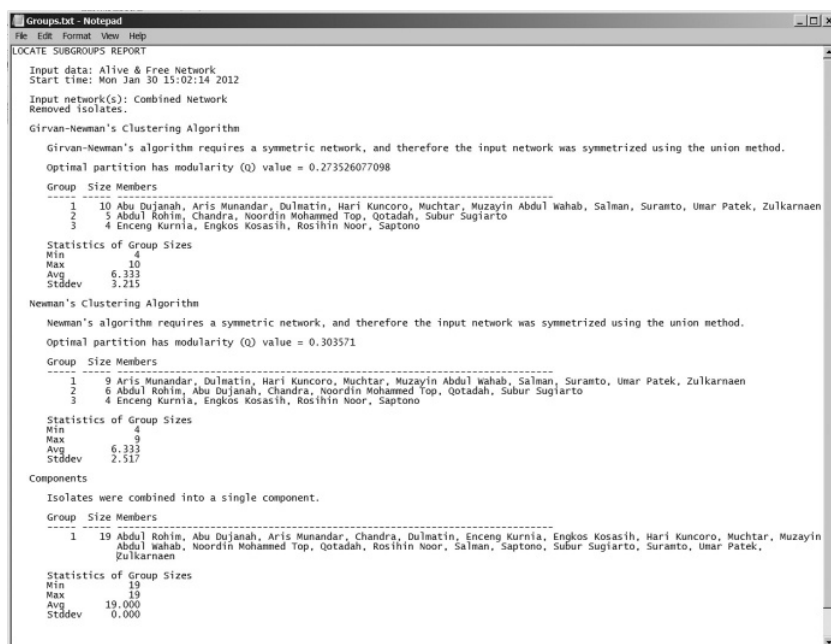 Groups.txt - Notepad
File Edit Format View Help
LOCATE SUBGROUPS REPORT
Input data: Alive & Free Network
Start time: Mon Jan 30 15:02:14 2012
Input network(s): Combined Network
Removed isolates.
Girvan-Newman's Clustering Algorithm
Girvan-Newman's algorithm requires a symmetric network, and therefore the input network was symmetrized using the union method.
Optimal partition has modularity (Q) value = 0.273526077098
Group Size Members
----- ---- ------------------------------------------------------------------
1 10 Abu Dujanah, Aris Munandar, Dulmatin, Hari Kuncoro, Muchtar, Muzayin Abdul Wahab, Salman, Suramto, Umar Patek, Zulkarnaen
2 5 Abdul Rohim, Chandra, Noordin Mohammed Top, Qotadah, Subur Sugiarto
3 4 Enceng Kurnia, Engkos Kosasih, Rosihin Noor, Saptono
Statistics of Group Sizes
Min 4
Max 10
Avg 6.333
Stddev 3.215
Newman's Clustering Algorithm
Newman's algorithm requires a symmetric network, and therefore the input network was symmetrized using the union method.
Optimal partition has modularity (Q) value = 0.303571
Group Size Members
----- ---- ------------------------------------------------------------------
1 9 Aris Munandar, Dulmatin, Hari Kuncoro, Muchtar, Muzayin Abdul Wahab, Salman, Suramto, Umar Patek, Zulkarnaen
2 6 Abdul Rohim, Abu Dujanah, Chandra, Noordin Mohammed Top, Qotadah, Subur Sugiarto
3 4 Enceng Kurnia, Engkos Kosasih, Rosihin Noor, Saptono
Statistics of Group Sizes
Min 4
Max 9
Avg 6.333
Stddev 2.517
Components
Isolates were combined into a single component.
Group Size Members
----- ---- ------------------------------------------------------------------
1 19 Abdul Rohim, Abu Dujanah, Aris Munandar, Chandra, Dulmatin, Enceng Kurnia, Engkos Kosasih, Hari Kuncoro, Muchtar, Muzayin
Abdul Wahab, Noordin Mohammed Top, Qotadah, Rosihin Noor, Salman, Saptono, Subur Sugiarto, Suramto, Umar Patek,
Zulkarnaen
Statistics of Group Sizes
Min 19
Max 19
Avg 19.000
Stddev 0.000